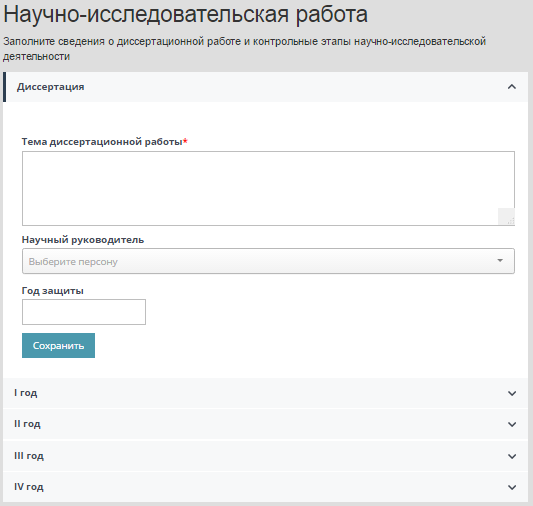 Научно-исследовательская работа
Заполните сведения о диссертационной работе и контрольные этапы научно-исследовательской
деятельности
Диссертация
Тема диссертационной работы*
Научный руководитель
Выберите персону
Год защиты
Сохранить
I год
II год
III год
IV год